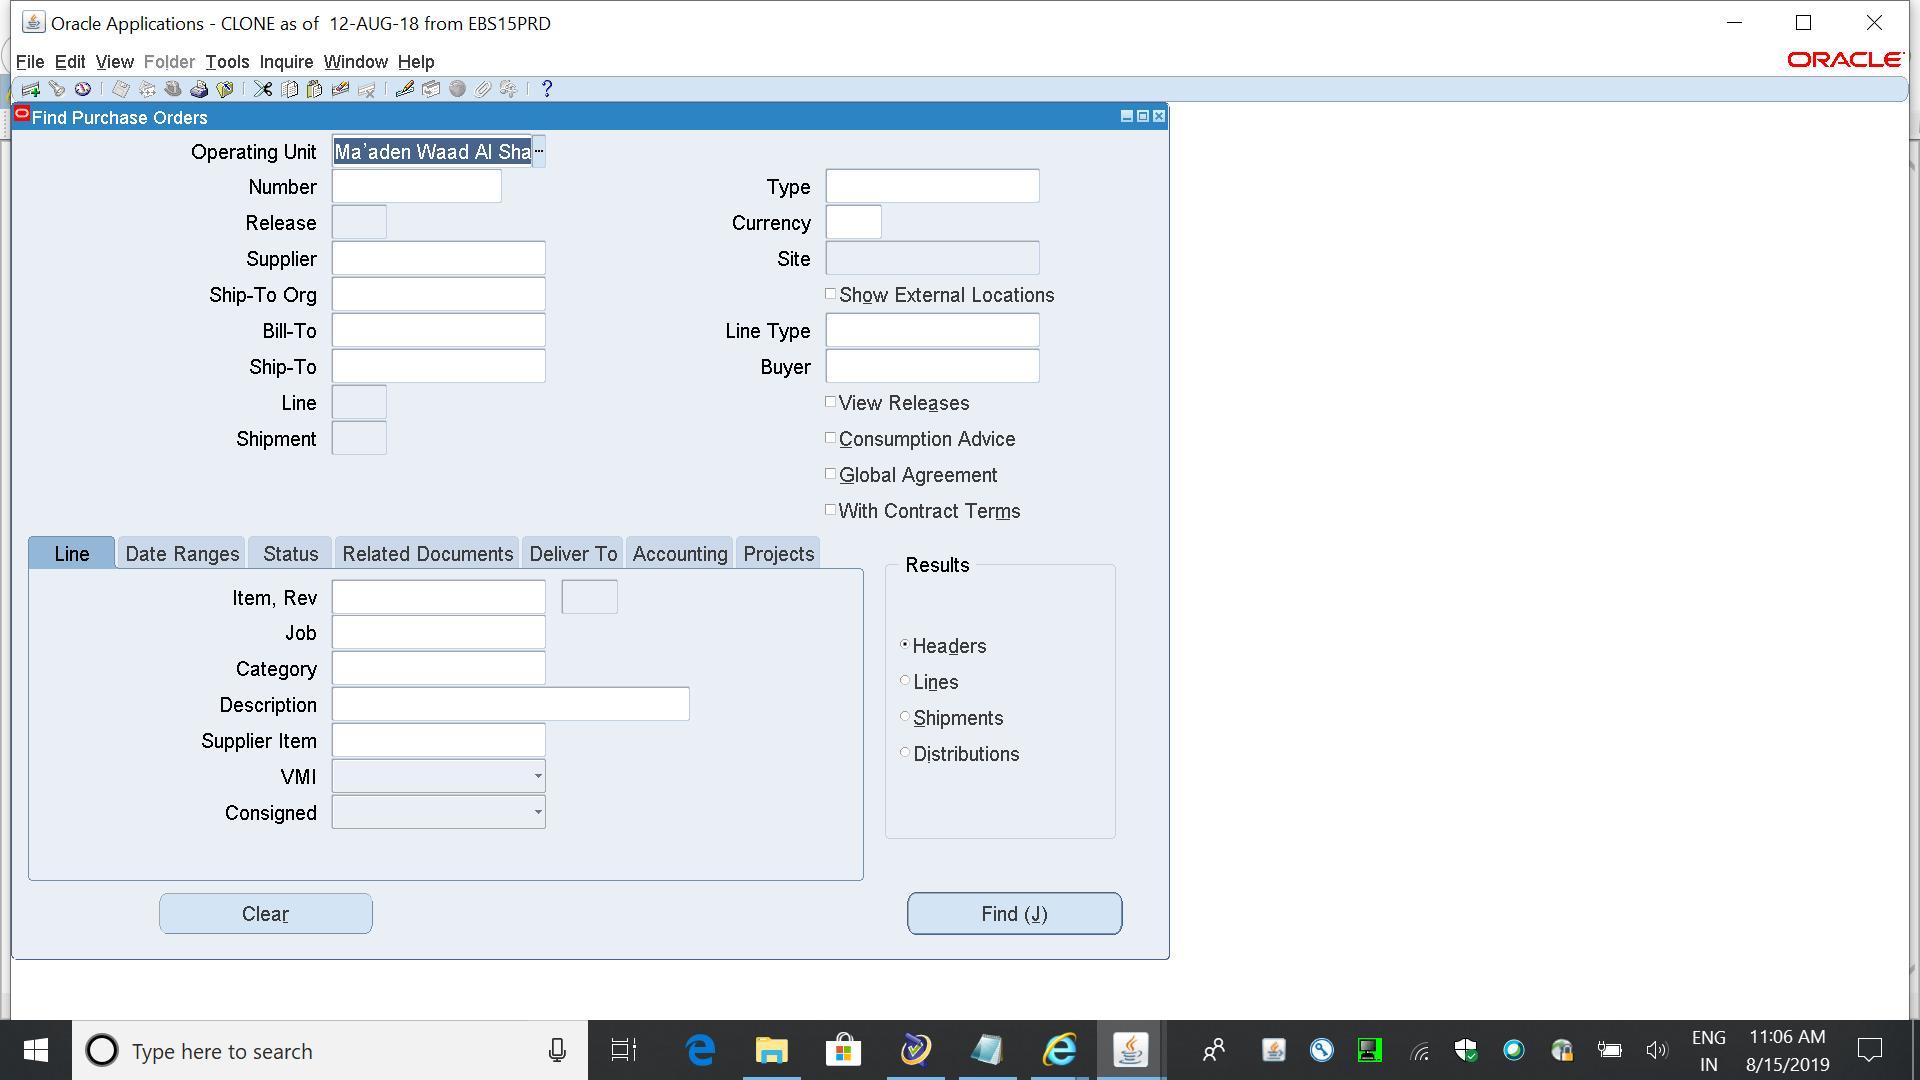 Oracle Applications - CLONE as of 12-AUG-18 from EBS15PRD
File Edit View Folder Tools Inquire Window Help
ORACLE
?
Find Purchase Orders
Operating Unit Ma'aden Waad Al Sha ...
Number Type
Release Currency
Supplier Site
Ship-To Org Show External Locations
Bill-To Line Type
Ship-To Buyer
Line View Releases
Shipment Consumption Advice
Global Agreement
With Contract Terms
Line Date Ranges Status Related Documents Deliver To Accounting Projects
Results
Item, Rev
Job Headers
Category Lines
Description Shipments
Supplier Item Distributions
VMI
Consigned
Clear Find (J)
Type here to search
ENG 11:06 AM
IN 8/15/2019